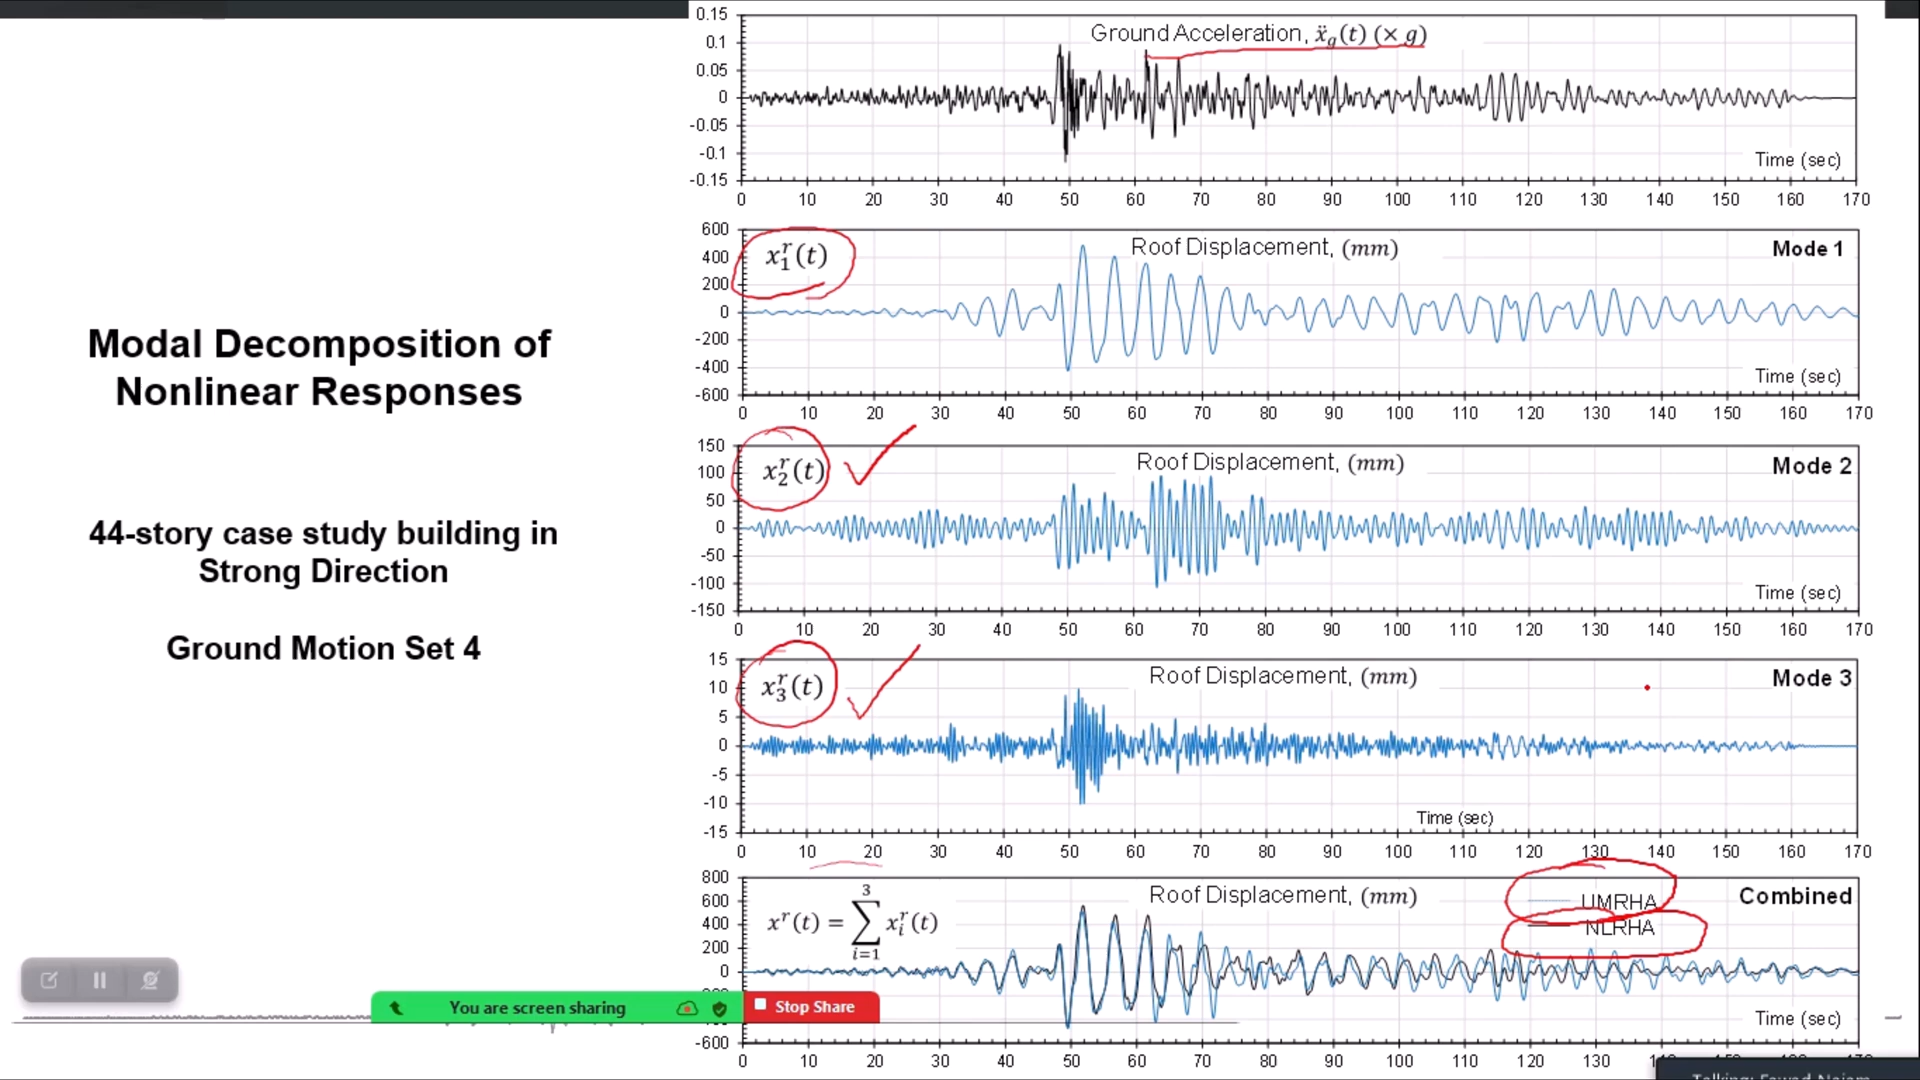 Modal Decomposition of
Nonlinear Responses
44-story case study building in
Strong Direction
Ground Motion Set 4
0.15
0.1
0.05
0
-0.05
-0.1
-0.15
Ground Acceleration, ẍ_g(t) (× g)
Time (sec)
0 10 20 30 40 50 60 70 80 90 100 110 120 130 140 150 160 170
600
400
200
0
-200
-400
-600
x_1^r(t)
Roof Displacement, (mm)
Mode 1
Time (sec)
0 10 20 30 40 50 60 70 80 90 100 110 120 130 140 150 160 170
150
100
50
0
-50
-100
-150
x_2^r(t)
Roof Displacement, (mm)
Mode 2
Time (sec)
0 10 20 30 40 50 60 70 80 90 100 110 120 130 140 150 160 170
15
10
5
0
-5
-10
-15
x_3^r(t)
Roof Displacement, (mm)
Mode 3
Time (sec)
0 10 20 30 40 50 60 70 80 90 100 110 120 130 140 150 160 170
800
600
400
200
0
-600
x^r(t) = ∑_{i=1}^{3} x_i^r(t)
Roof Displacement, (mm)
UMRHA
NLRHA
Combined
Time (sec)
0 10 20 30 40 50 60 70 80 90 100 110 120 130
You are screen sharing
Stop Share